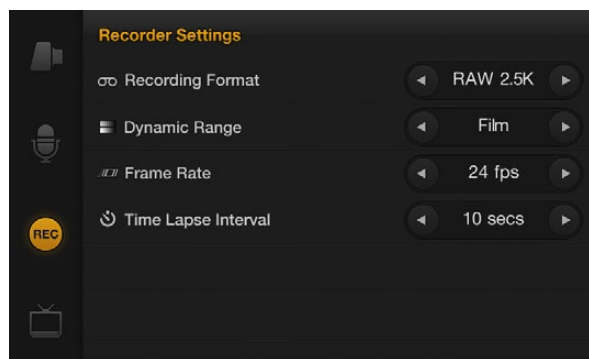 Recorder Settings
Recording Format RAW 2.5K
Dynamic Range Film
Frame Rate 24 fps
REC Time Lapse Interval 10 secs